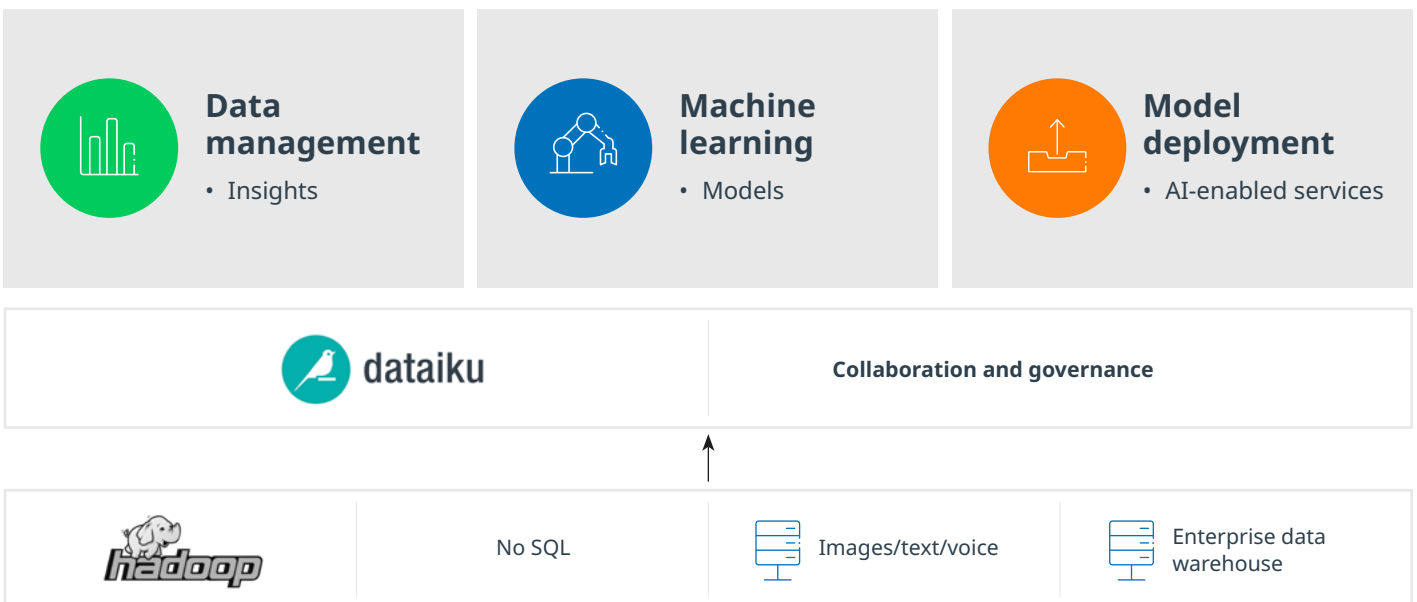 Data
management
• Insights
Machine
learning
• Models
Model
deployment
• AI-enabled services
dataiku
Collaboration and governance
hadoop
No SQL
Images/text/voice
Enterprise data
warehouse